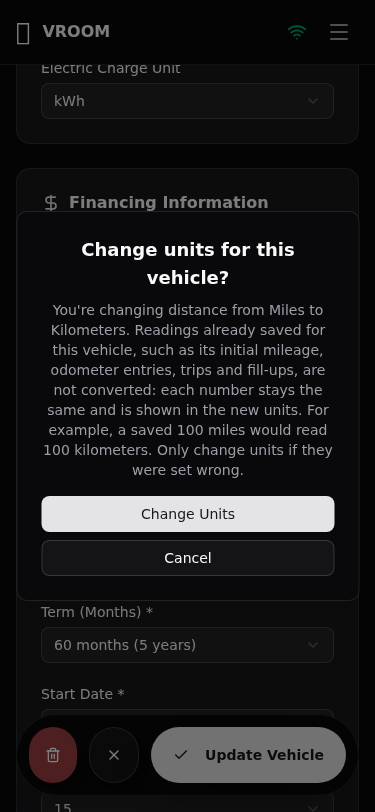 VROOM
Electric Charge Unit
kWh
Financing Information
Change units for this
vehicle?
You're changing distance from Miles to
Kilometers. Readings already saved for
this vehicle, such as its initial mileage,
odometer entries, trips and fill-ups, are
not converted: each number stays the
same and is shown in the new units. For
example, a saved 100 miles would read
100 kilometers. Only change units if they
were set wrong.
Change Units
Cancel
Term (Months) *
60 months (5 years)
Start Date *
Update Vehicle
15